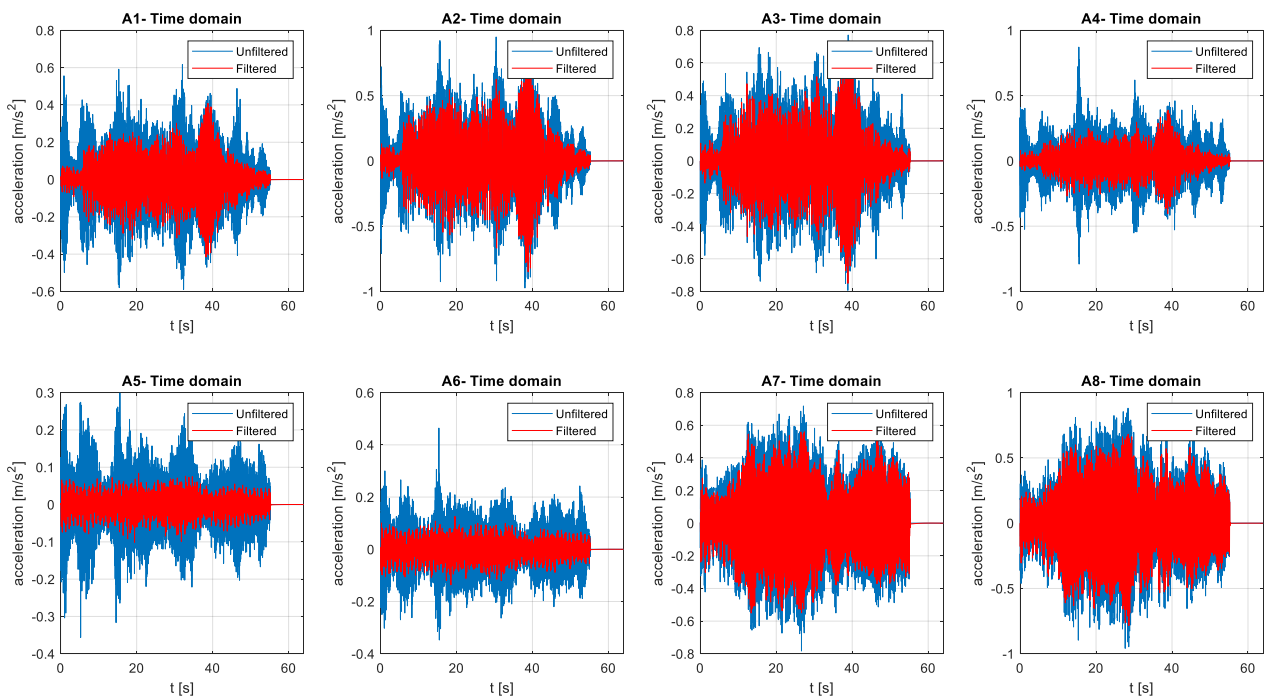 A1- Time domain
A2- Time domain
A3- Time domain
A4- Time domain
0.8
0.6
0.4
0.2
0
-0.2
-0.4
-0.6
acceleration [m/s²]
Unfiltered
Filtered
0
20
40
60
t [s]
1
0.5
0
-0.5
-1
acceleration [m/s²]
Unfiltered
Filtered
0
20
40
60
t [s]
0.8
0.6
0.4
0.2
0
-0.2
-0.4
-0.6
-0.8
acceleration [m/s²]
Unfiltered
Filtered
0
20
40
60
t [s]
1
0.5
0
-0.5
-1
acceleration [m/s²]
Unfiltered
Filtered
0
20
40
60
t [s]
A5- Time domain
A6- Time domain
A7- Time domain
A8- Time domain
0.3
0.2
0.1
0
-0.1
-0.2
-0.3
-0.4
acceleration [m/s²]
Unfiltered
Filtered
0
20
40
60
t [s]
0.6
0.4
0.2
0
-0.2
-0.4
acceleration [m/s²]
Unfiltered
Filtered
0
20
40
60
t [s]
0.8
0.6
0.4
0.2
0
-0.2
-0.4
-0.6
-0.8
acceleration [m/s²]
Unfiltered
Filtered
0
20
40
60
t [s]
1
0.5
0
-0.5
-1
acceleration [m/s²]
Unfiltered
Filtered
0
20
40
60
t [s]